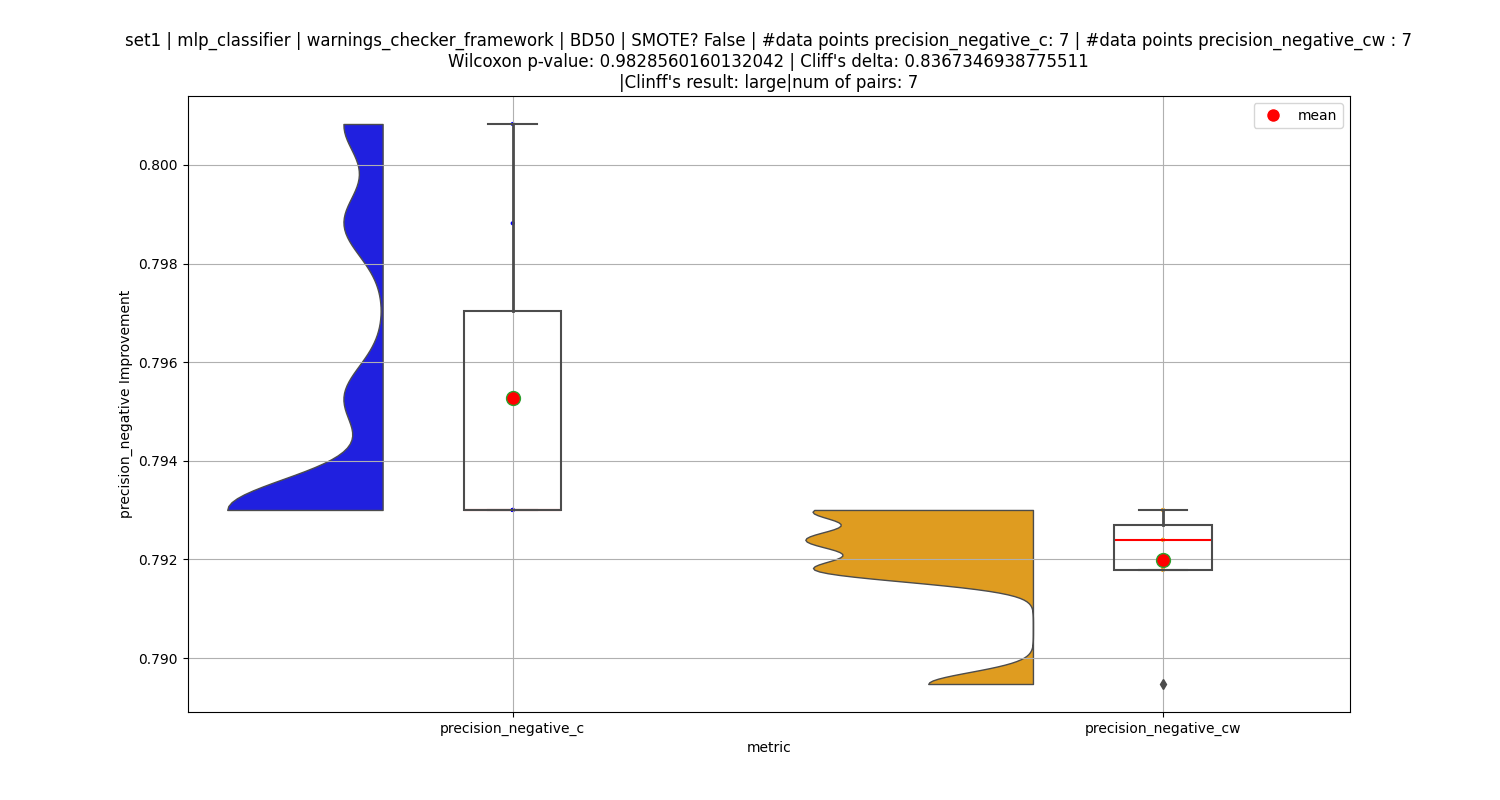 set1 | mlp_classifier | warnings_checker_framework | BD50 | SMOTE? False | #data points precision_negative_c: 7 | #data points precision_negative_cw : 7
Wilcoxon p-value: 0.9828560160132042 | Cliff's delta: 0.8367346938775511
|Clinff's result: large|num of pairs: 7
mean
0.800
0.798
0.796
0.794
0.792
0.790
precision_negative Improvement
precision_negative_c
precision_negative_cw
metric